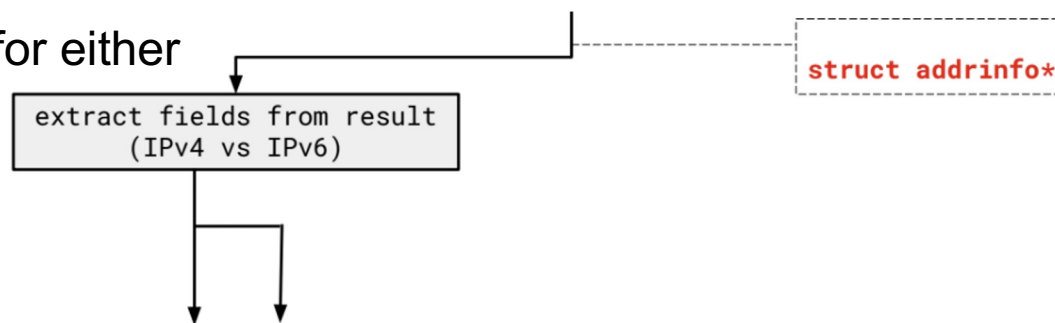 for either
struct addrinfo*
extract fields from result
(IPv4 vs IPv6)